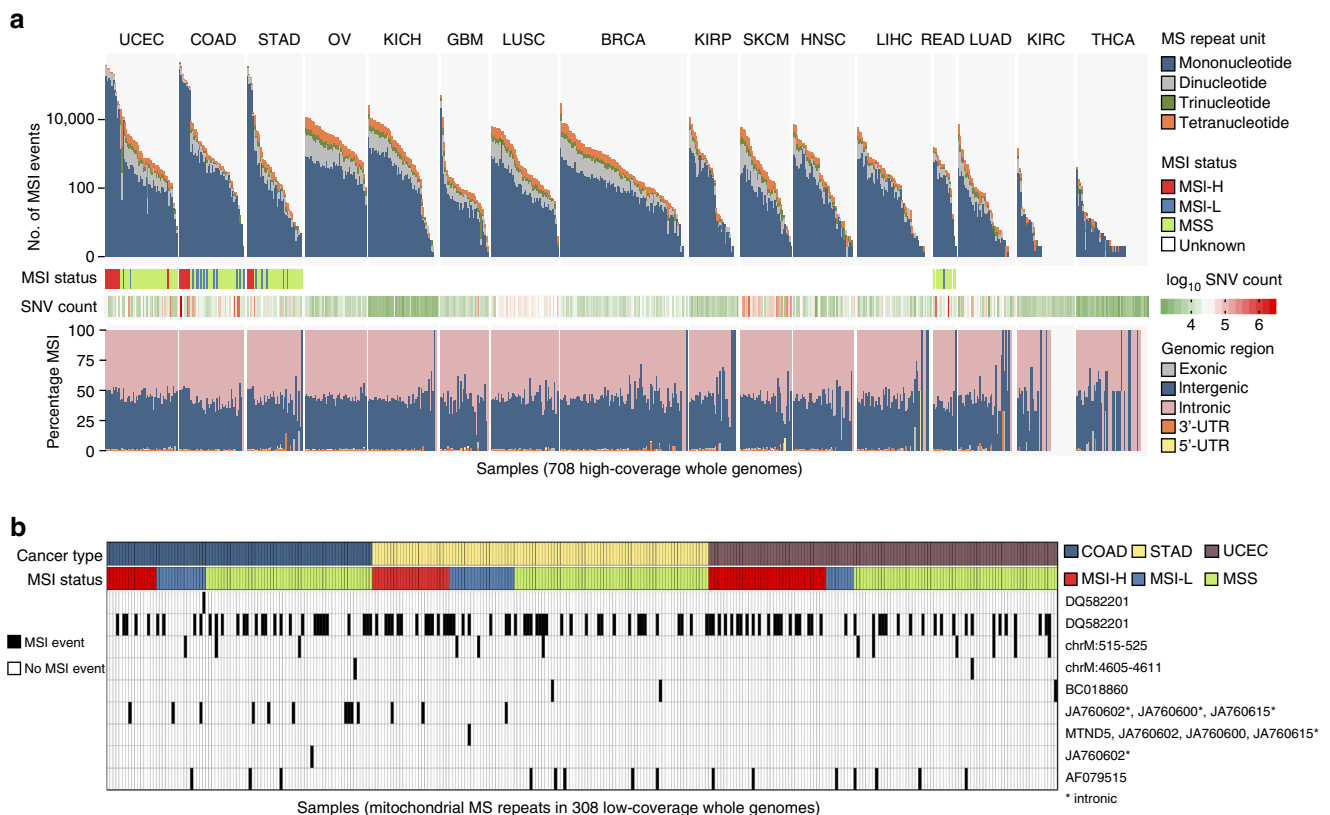 a
UCEC COAD STAD OV KICH GBM LUSC BRCA KIRP SKCM HNSC LIHC READ LUAD KIRC THCA
No. of MSI events
10,000
100
0
MS repeat unit
Mononucleotide
Dinucleotide
Trinucleotide
Tetranucleotide
MSI status
MSI-H
MSI-L
MSS
Unknown
MSI status
SNV count
log10 SNV count
4 5 6
Percentage MSI
100
75
50
25
0
Genomic region
Exonic
Intergenic
Intronic
3'-UTR
5'-UTR
Samples (708 high-coverage whole genomes)
b
Cancer type
MSI status
COAD STAD UCEC
MSI-H MSI-L MSS
MSI event
No MSI event
DQ582201
DQ582201
chrM:515-525
chrM:4605-4611
BC018860
JA760602*, JA760600*, JA760615*
MTND5, JA760602, JA760600, JA760615*
JA760602*
AF079515
* intronic
Samples (mitochondrial MS repeats in 308 low-coverage whole genomes)